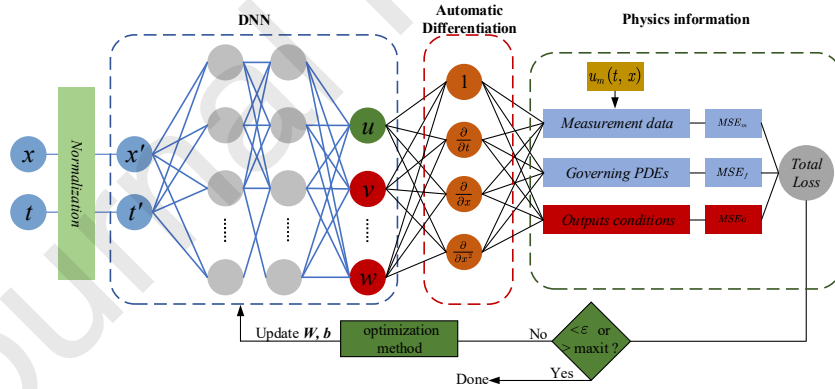 DNN
Automatic
Differentiation
Physics information
x
t
Normalization
x′
t′
......
......
u
v
......
w
1
∂/∂t
∂/∂x
∂/∂x²
u_m(t, x)
Measurement data
MSE_m
Governing PDEs
MSE_f
Outputs conditions
Total
Loss
Update W, b
optimization
method
No
<ε or
> maxit ?
Yes
Done